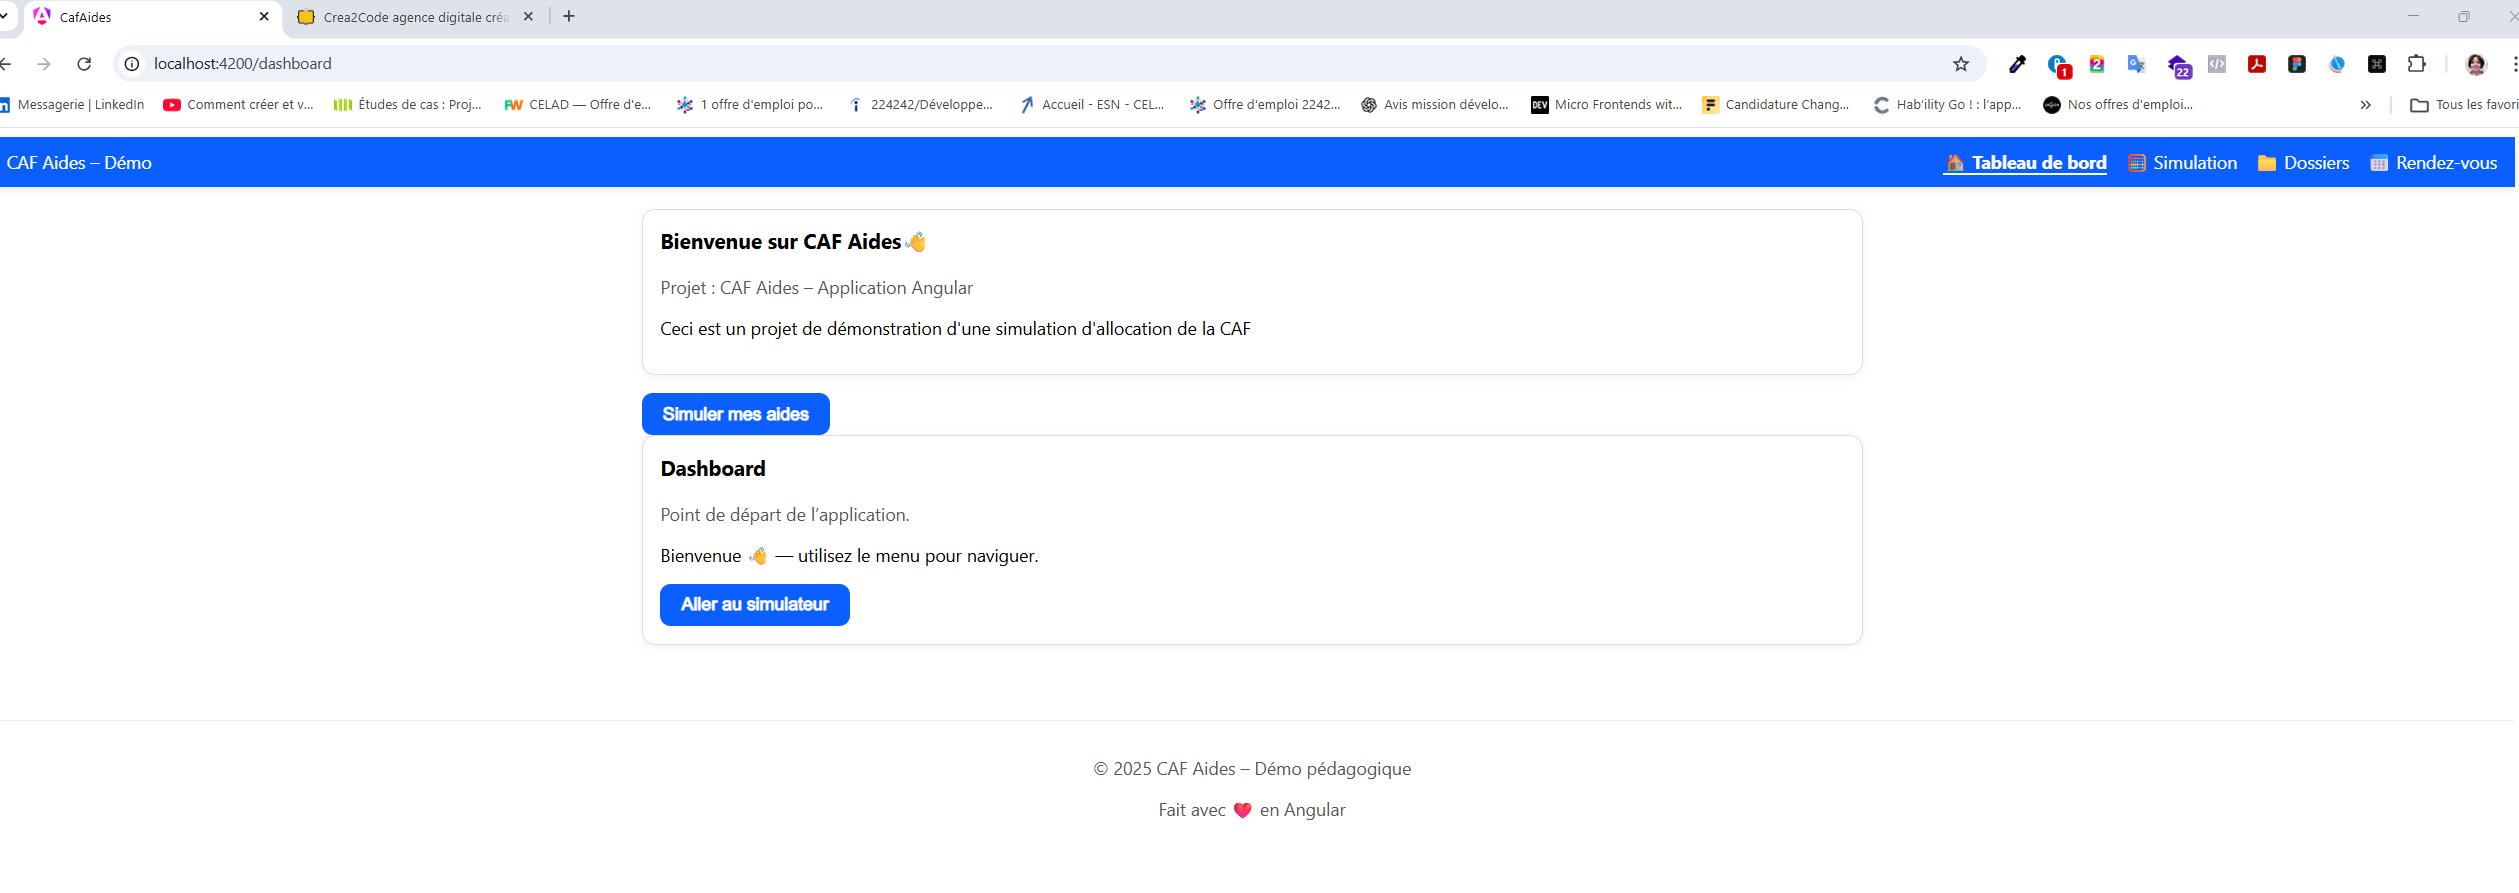 CafAides
Crea2Code agence digitale créa
localhost:4200/dashboard
1
2
22
Messagerie | LinkedIn
Comment créer et v...
Études de cas : Proj...
FW CELAD — Offre d'e...
1 offre d'emploi po...
224242/Développe...
Accueil - ESN - CEL...
Offre d'emploi 2242...
Avis mission dévelo...
DEV Micro Frontends wit...
Candidature Chang...
Hab'ility Go ! : l'app...
Nos offres d'emploi...
Tous les favori
CAF Aides – Démo
Tableau de bord
Simulation
Dossiers
Rendez-vous
Bienvenue sur CAF Aides
Projet : CAF Aides – Application Angular
Ceci est un projet de démonstration d'une simulation d'allocation de la CAF
Simuler mes aides
Dashboard
Point de départ de l’application.
Bienvenue 👋 — utilisez le menu pour naviguer.
Aller au simulateur
© 2025 CAF Aides – Démo pédagogique
Fait avec ❤️ en Angular